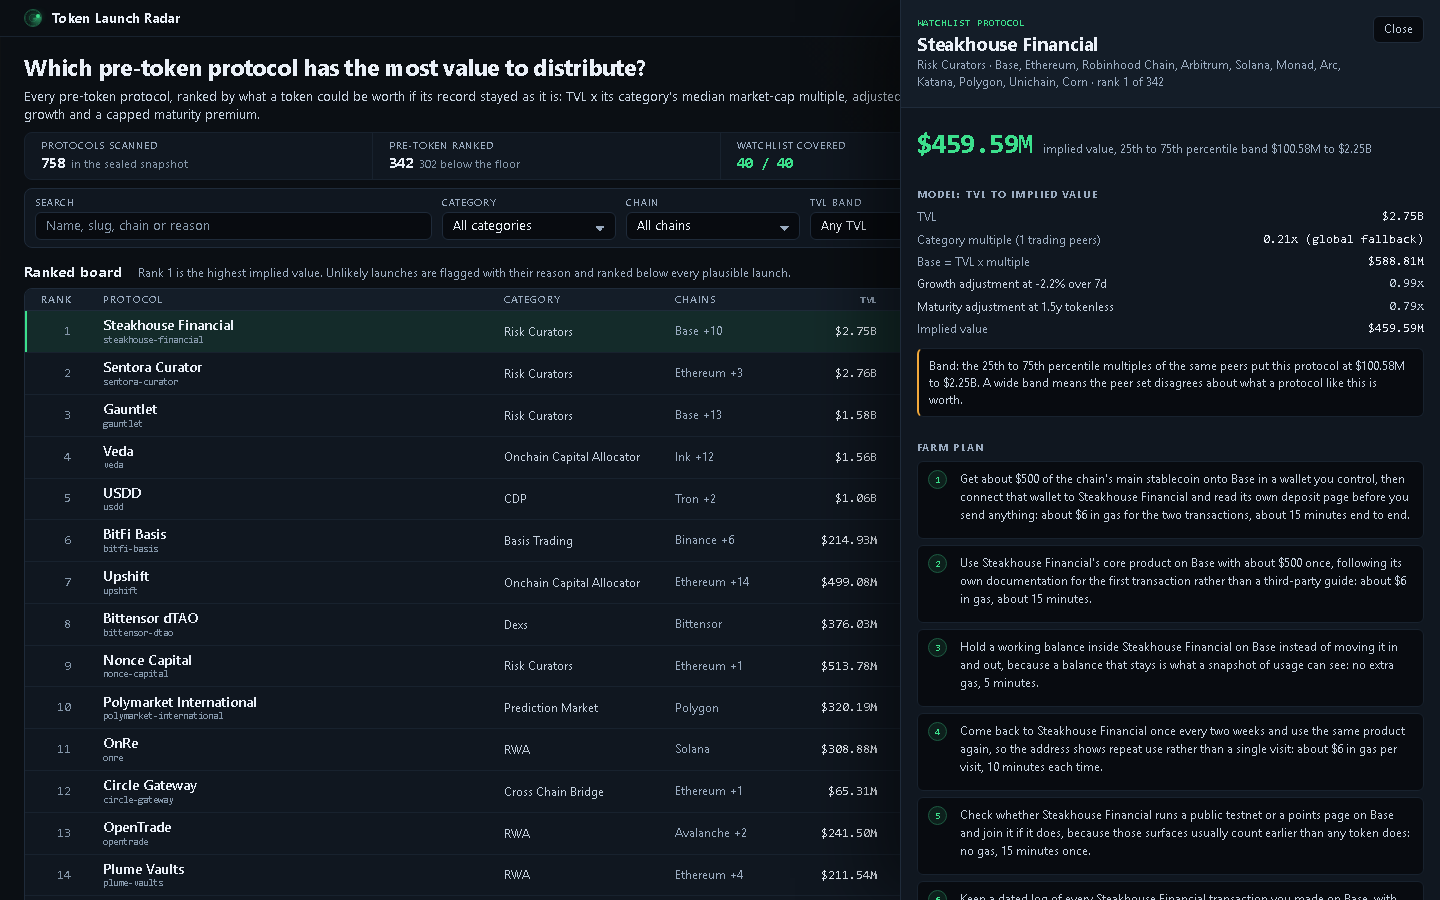 Token Launch Radar
Which pre-token protocol has the most value to distribute?
Every pre-token protocol, ranked by what a token could be worth if its record stayed as it is: TVL x its category's median market-cap multiple, adjusted
growth and a capped maturity premium.
PROTOCOLS SCANNED
758 in the sealed snapshot
PRE-TOKEN RANKED
342 302 below the floor
WATCHLIST COVERED
40 / 40
SEARCH
Name, slug, chain or reason
CATEGORY
All categories
CHAIN
All chains
TVL BAND
Any TVL
Ranked board Rank 1 is the highest implied value. Unlikely launches are flagged with their reason and ranked below every plausible launch.
RANK PROTOCOL CATEGORY CHAINS TVL
1 Steakhouse Financial Risk Curators Base +10 $2.75B
steakhouse-financial
2 Sentora Curator Risk Curators Ethereum +3 $2.76B
sentora-curator
3 Gauntlet Risk Curators Base +13 $1.58B
gauntlet
4 Veda Onchain Capital Allocator Ink +12 $1.56B
veda
5 USDD CDP Tron +2 $1.06B
usdd
6 BitFi Basis Basis Trading Binance +6 $214.93M
bitfi-basis
7 Upshift Onchain Capital Allocator Ethereum +14 $499.08M
upshift
8 Bittensor dTAO Dexs Bittensor $376.03M
bittensor-dtao
9 Nonce Capital Risk Curators Ethereum +1 $513.78M
nonce-capital
10 Polymarket International Prediction Market Polygon $320.19M
polymarket-international
11 OnRe RWA Solana $308.88M
onre
12 Circle Gateway Cross Chain Bridge Ethereum +1 $65.31M
circle-gateway
13 OpenTrade RWA Avalanche +2 $241.50M
opentrade
14 Plume Vaults RWA Ethereum +4 $211.54M
plume-vaults
WATCHLIST PROTOCOL
Steakhouse Financial
Risk Curators · Base, Ethereum, Robinhood Chain, Arbitrum, Solana, Monad, Arc,
Katana, Polygon, Unichain, Corn · rank 1 of 342
Close
$459.59M implied value, 25th to 75th percentile band $100.58M to $2.25B
MODEL: TVL TO IMPLIED VALUE
TVL $2.75B
Category multiple (1 trading peers) 0.21x (global fallback)
Base = TVL x multiple $588.81M
Growth adjustment at -2.2% over 7d 0.99x
Maturity adjustment at 1.5y tokenless 0.79x
Implied value $459.59M
Band: the 25th to 75th percentile multiples of the same peers put this protocol at $100.58M
to $2.25B. A wide band means the peer set disagrees about what a protocol like this is
worth.
FARM PLAN
1 Get about $500 of the chain's main stablecoin onto Base in a wallet you control, then
connect that wallet to Steakhouse Financial and read its own deposit page before you
send anything: about $6 in gas for the two transactions, about 15 minutes end to end.
2 Use Steakhouse Financial's core product on Base with about $500 once, following its
own documentation for the first transaction rather than a third-party guide: about $6
in gas, about 15 minutes.
3 Hold a working balance inside Steakhouse Financial on Base instead of moving it in
and out, because a balance that stays is what a snapshot of usage can see: no extra
gas, 5 minutes.
4 Come back to Steakhouse Financial once every two weeks and use the same product
again, so the address shows repeat use rather than a single visit: about $6 in gas per
visit, 10 minutes each time.
5 Check whether Steakhouse Financial runs a public testnet or a points page on Base
and join it if it does, because those surfaces usually count earlier than any token does:
no gas, 15 minutes once.
6 Keep a dated log of every Steakhouse Financial transaction you made on Base, with